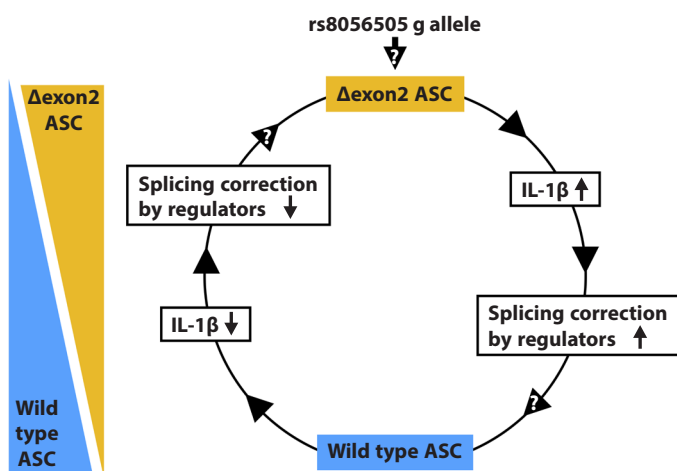 rs8056505 g allele
?
Δexon2 ASC
Δexon2
ASC
?
Splicing correction
by regulators ↓
IL-1β ↑
IL-1β ↓
Splicing correction
by regulators ↑
?
Wild type ASC
Wild
type
ASC